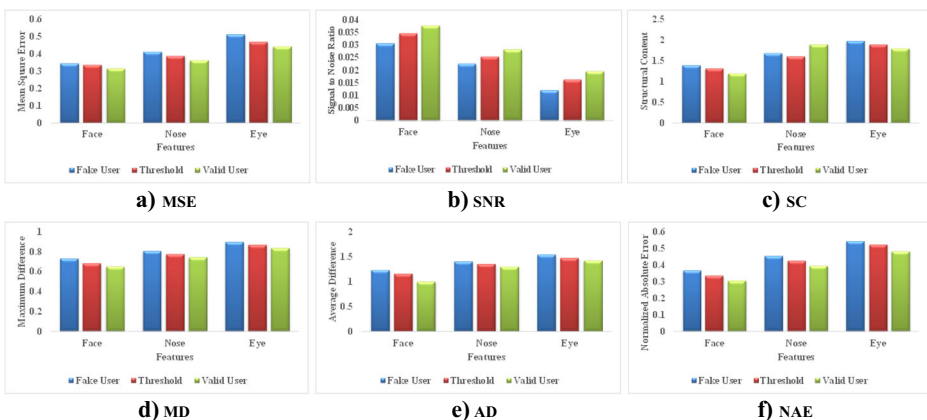 0.6
0.5
0.4
0.3
0.2
0.1
0
Mean Square Error
Face Nose Eye
Features
Fake User Threshold Valid User
a) MSE
0.04
0.035
0.03
0.025
0.02
0.015
0.01
0.005
0
Signal to Noise Ratio
Face Nose Eye
Features
Fake User Threshold Valid User
b) SNR
2.5
2
1.5
1
0.5
0
Structural Content
Face Nose Eye
Features
Fake User Threshold Valid User
c) SC
1
0.8
0.6
0.4
0.2
0
Maximum Difference
Face Nose Eye
Features
Fake User Threshold Valid User
d) MD
2
1.5
1
0.5
0
Average Difference
Face Nose Eye
Features
Fake User Threshold Valid User
e) AD
0.6
0.5
0.4
0.3
0.2
0.1
0
Normalized Absolute Error
Face Nose Eye
Features
Fake User Threshold Valid User
f) NAE